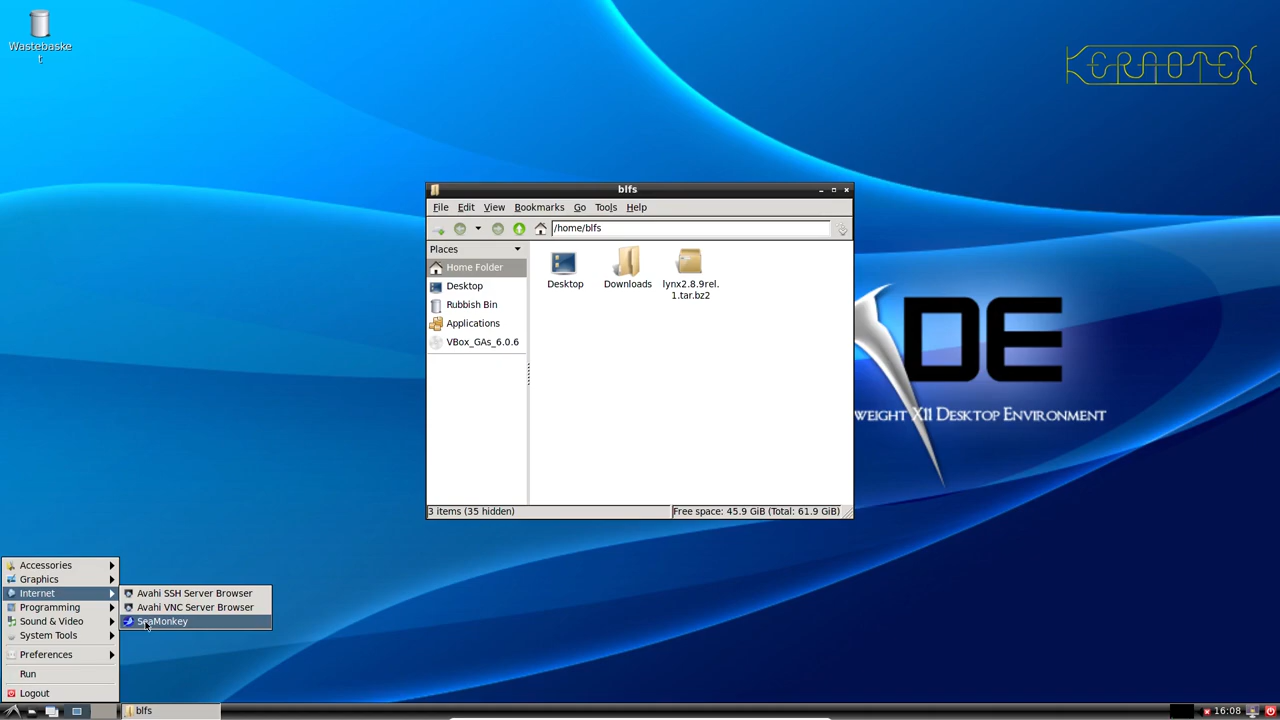 Wastebaske
t
KERAOTEX
blfs
File Edit View Bookmarks Go Tools Help
/home/blfs
Places
Home Folder
Desktop
Rubbish Bin
Applications
VBox_GAs_6.0.6
Desktop
Downloads
lynx2.8.9rel.
1.tar.bz2
3 items (35 hidden)
Free space: 45.9 GiB (Total: 61.9 GiB)
DE
WEIGHT X11 DESKTOP ENVIRONMENT
Accessories
Graphics
Internet
Programming
Sound & Video
System Tools
Preferences
Run
Logout
Avahi SSH Server Browser
Avahi VNC Server Browser
SeaMonkey
blfs
16:08